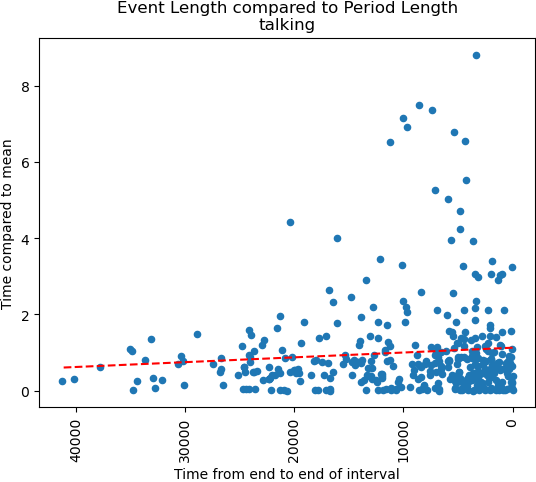 Event Length compared to Period Length
talking
Time compared to mean
8
6
4
2
0
40000
30000
20000
10000
0
Time from end to end of interval